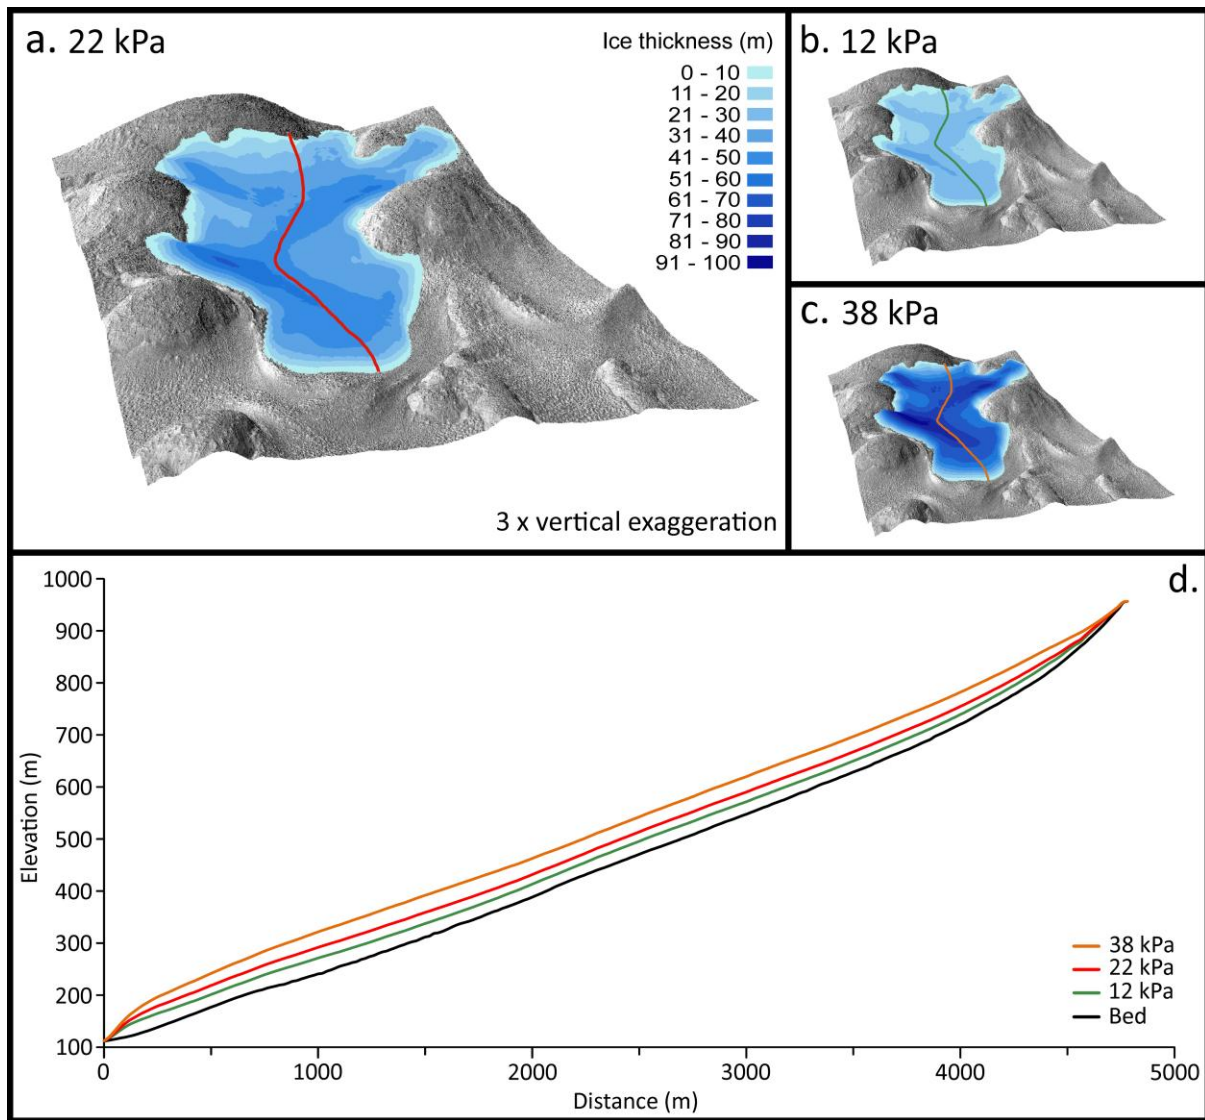 a. 22 kPa
Ice thickness (m)
0 - 10
11 - 20
21 - 30
31 - 40
41 - 50
51 - 60
61 - 70
71 - 80
81 - 90
91 - 100
3 x vertical exaggeration
b. 12 kPa
c. 38 kPa
d.
1000
900
800
700
600
500
400
300
200
100
Elevation (m)
0
1000
2000
3000
4000
5000
Distance (m)
38 kPa
22 kPa
12 kPa
Bed